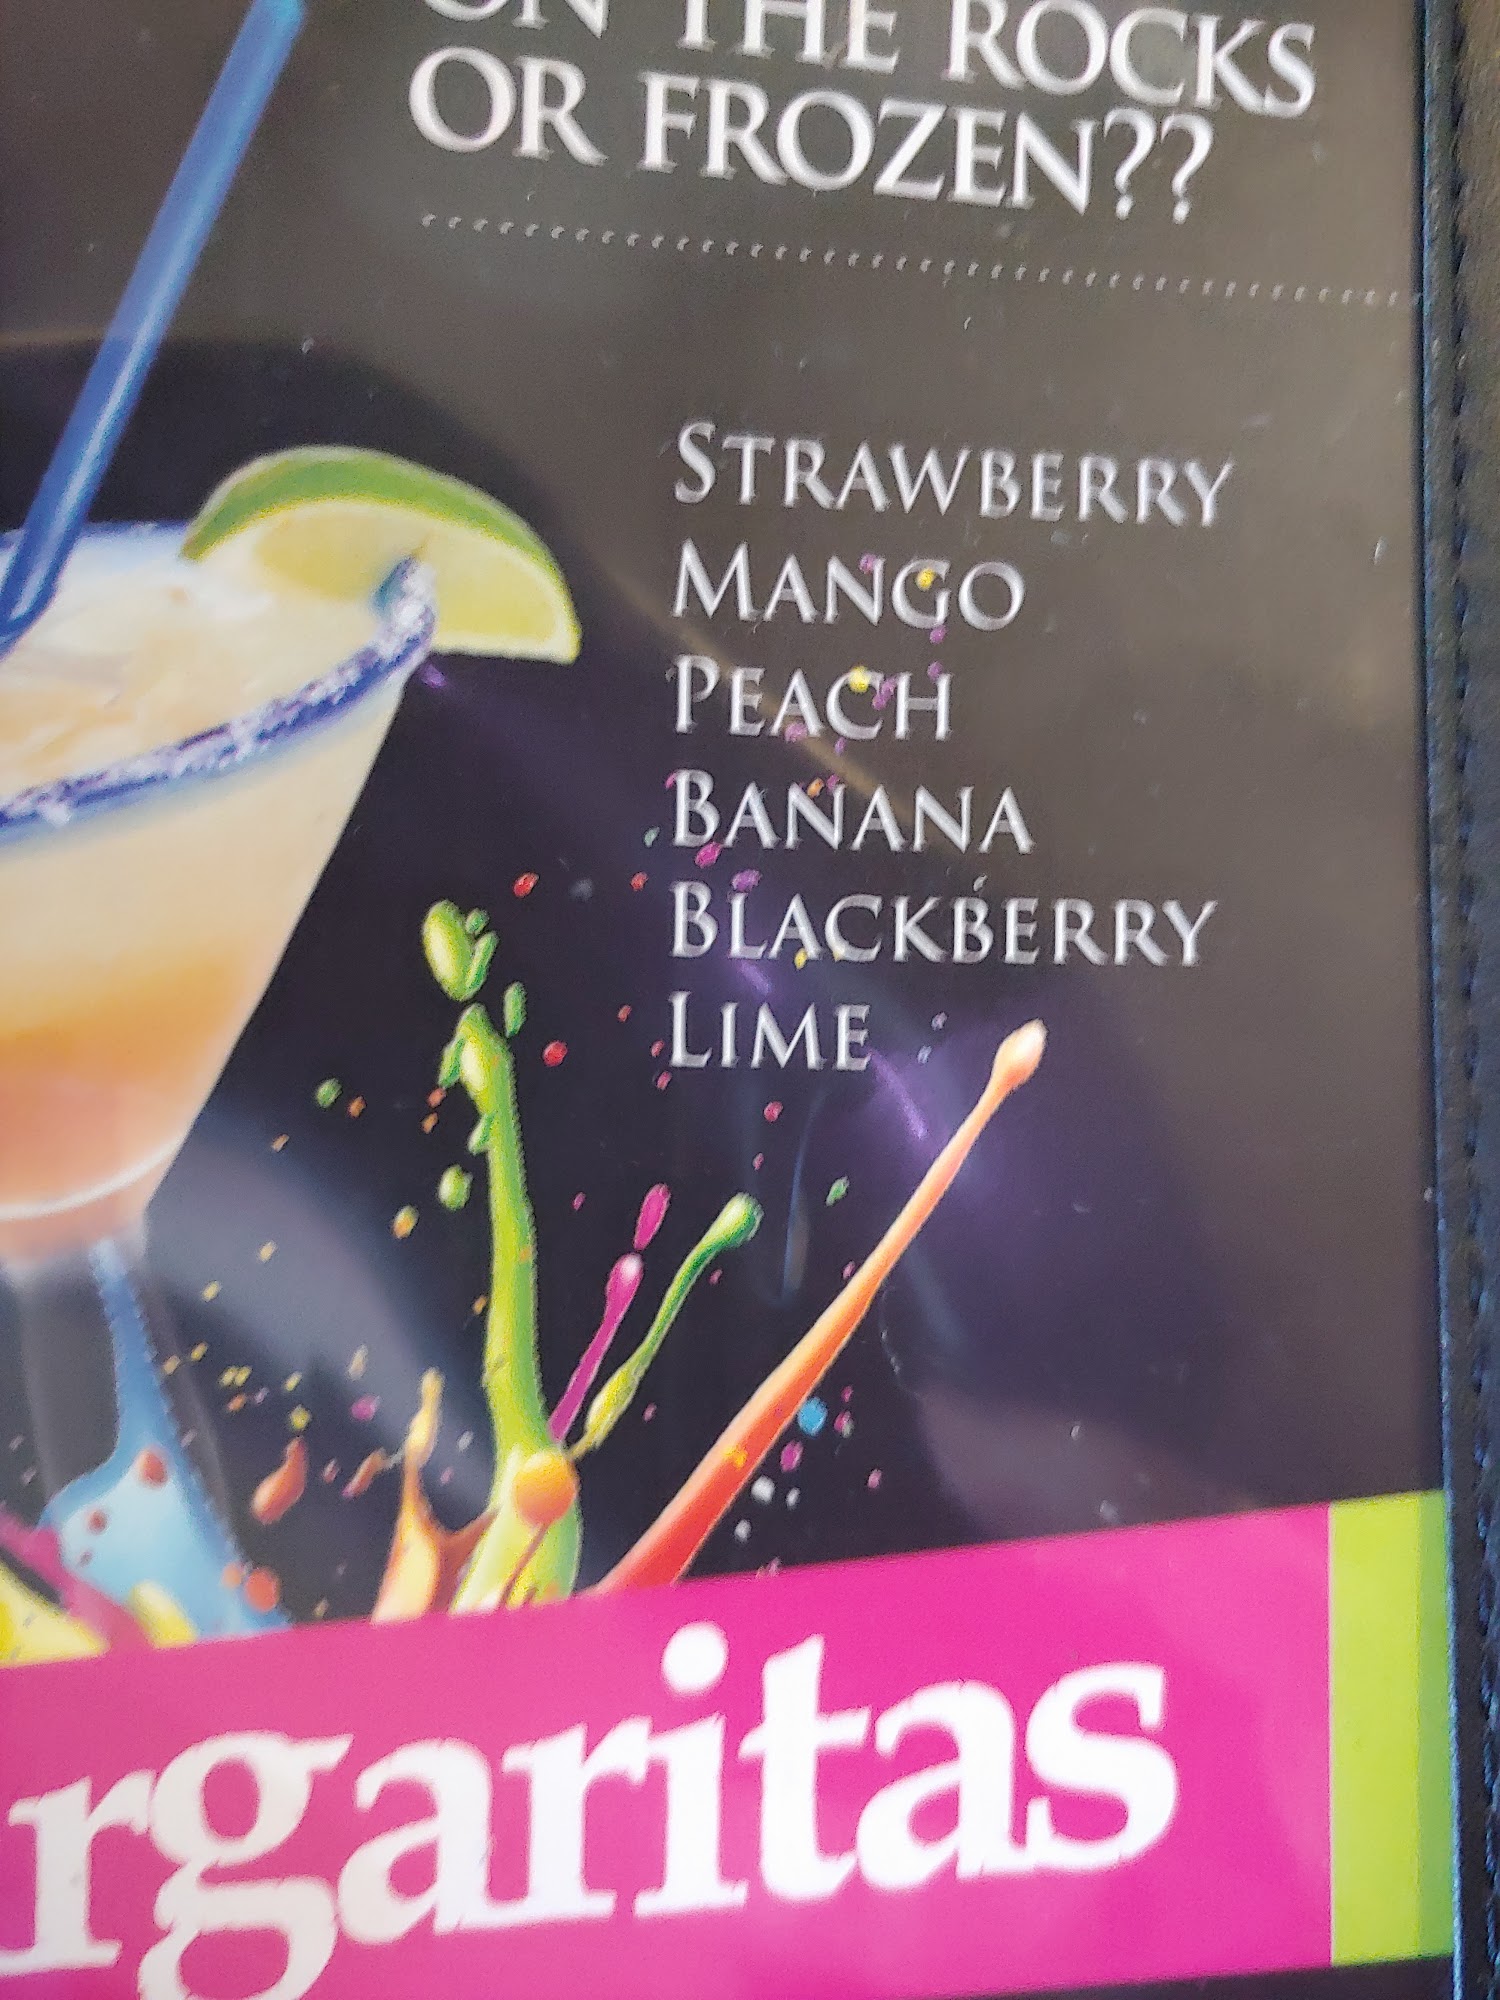 ON THE ROCKS
OR FROZEN??
STRAWBERRY
MANGO
PEACH
BANANA
BLACKBERRY
LIME
rgaritas